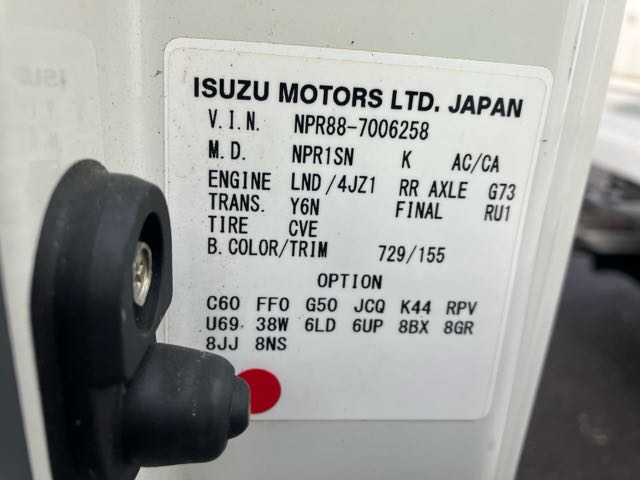 ISUZU MOTORS LTD. JAPAN
V.I.N. NPR88-7006258
M.D. NPR1SN K AC/CA
ENGINE LND/4JZ1 RR AXLE G73
TRANS. Y6N FINAL RU1
TIRE CVE
B.COLOR/TRIM 729/155
OPTION
C60 FF0 G50 JCQ K44 RPV
U69 38W 6LD 6UP 8BX 8GR
8JJ 8NS